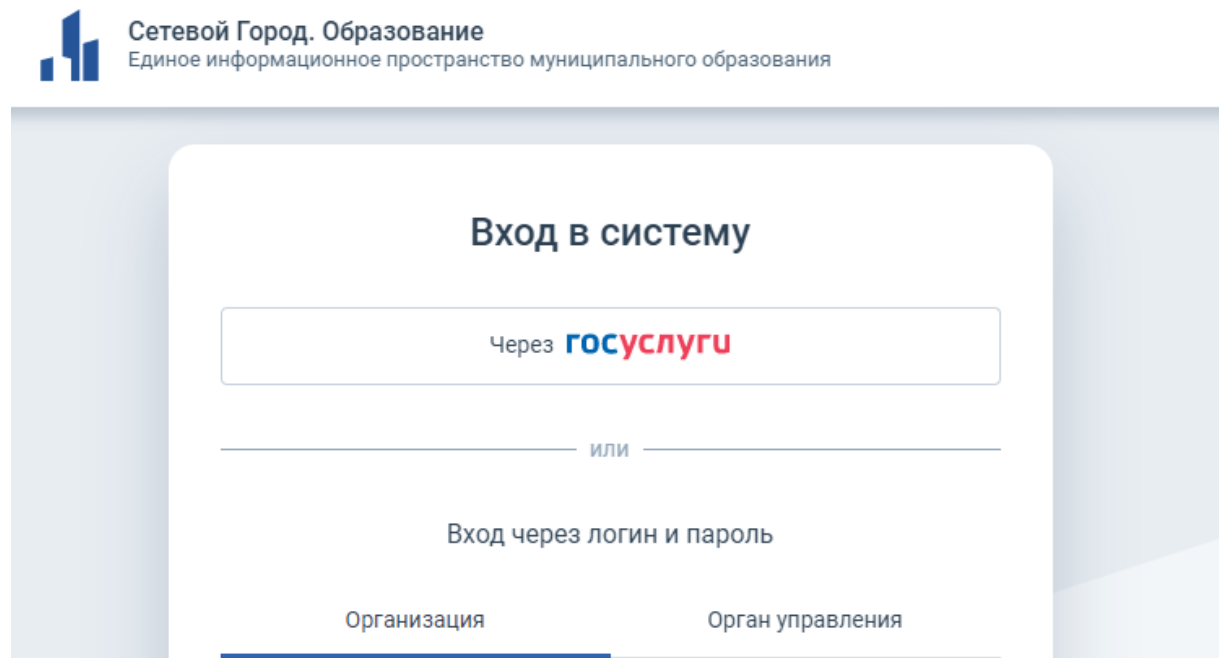 Сетевой Город. Образование
Единое информационное пространство муниципального образования
Вход в систему
Через госуслуги
или
Вход через логин и пароль
Организация
Орган управления